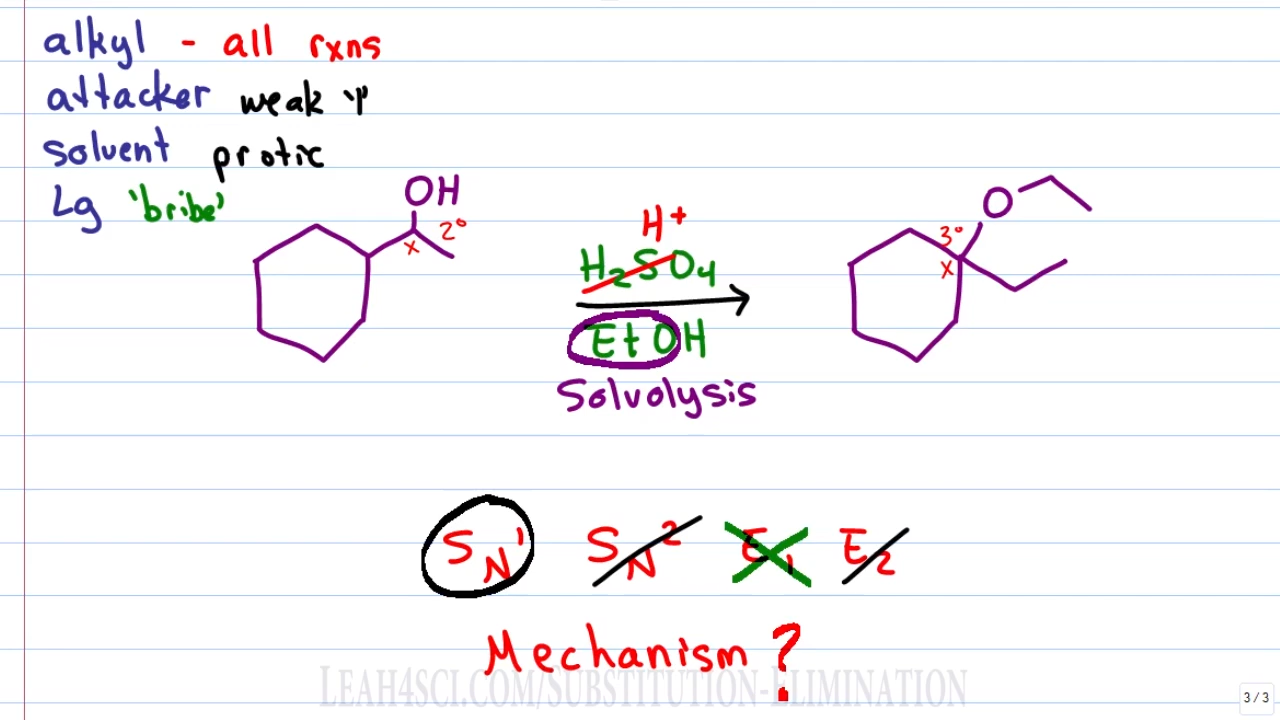 alkyl - all rxns
attacker weak
solvent protic
Lg 'bribe'
OH
2°
x
H+
H2SO4
EtOH
Solvolysis
O
3°
x
SN1 SN2 E1 E2
Mechanism ?
LEAH4SCI.COM/SUBSTITUTION-ELIMINATION
3 / 3